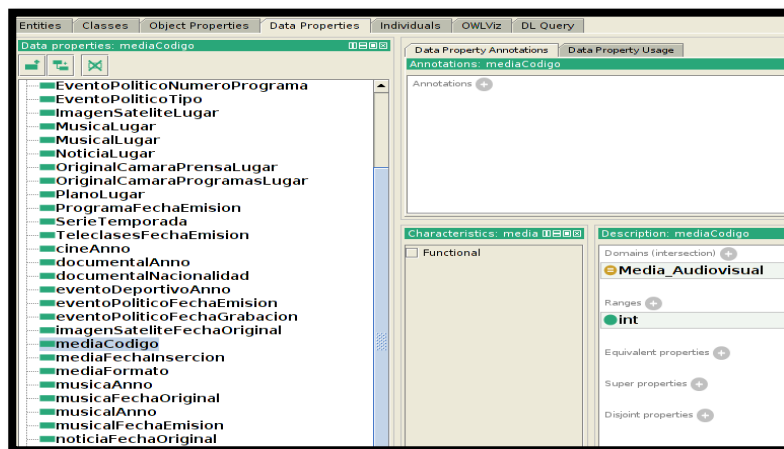 Entities Classes Object Properties Data Properties Individuals OWLViz DL Query
Data properties: mediaCodigo
EventoPoliticoNumeroPrograma
EventoPoliticoTipo
ImagenSateliteLugar
MusicaLugar
MusicalLugar
NoticiaLugar
OriginalCamaraPrensaLugar
OriginalCamaraProgramasLugar
PlanoLugar
ProgramaFechaEmision
SerieTemporada
TeleclasesFechaEmision
cineAnno
documentalAnno
documentalNacionalidad
eventoDeportivoAnno
eventoPoliticoFechaEmision
eventoPoliticoFechaGrabacion
imagenSateliteFechaOriginal
mediaCodigo
mediaFechaInsercion
mediaFormato
musicaAnno
musicaFechaOriginal
musicalAnno
musicalFechaEmision
noticiaFechaOriginal
Data Property Annotations Data Property Usage
Annotations: mediaCodigo
Annotations
Characteristics: media
Functional
Description: mediaCodigo
Domains (intersection)
Media_Audiovisual
Ranges
int
Equivalent properties
Super properties
Disjoint properties